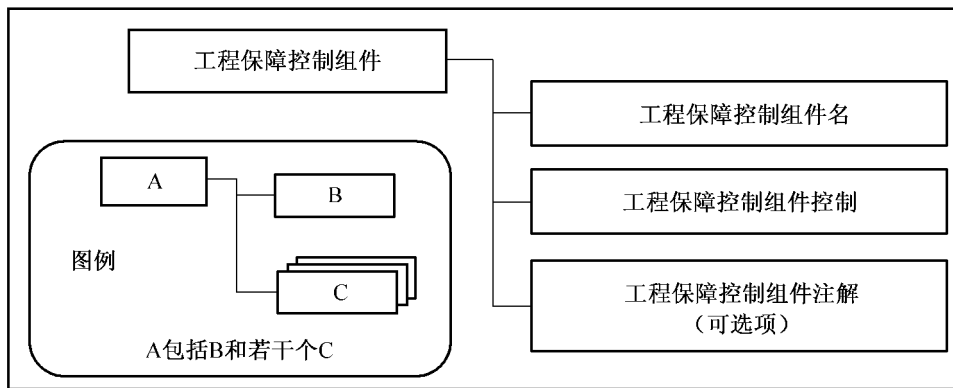 工程保障控制组件
工程保障控制组件名
工程保障控制组件控制
工程保障控制组件注解
（可选项）
A
B
图例
C
A包括B和若干个C